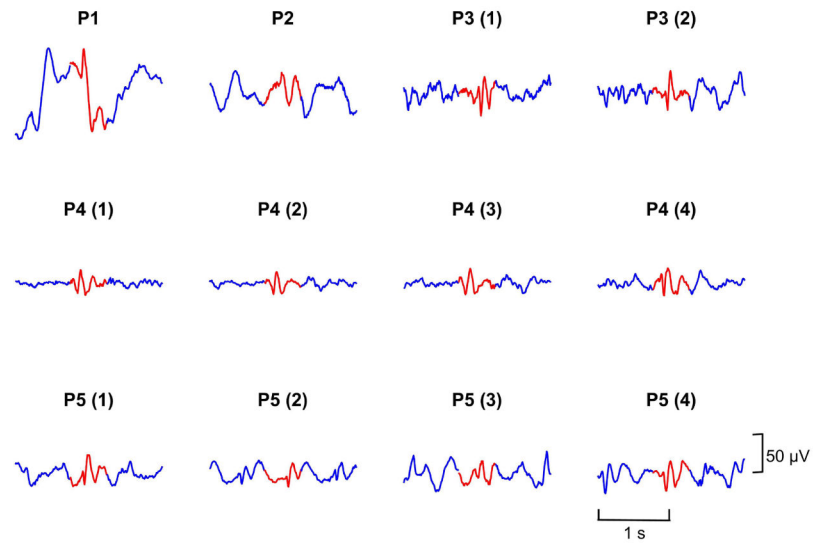 P1
P2
P3 (1)
P3 (2)
P4 (1)
P4 (2)
P4 (3)
P4 (4)
P5 (1)
P5 (2)
P5 (3)
P5 (4)
50 µV
1 s